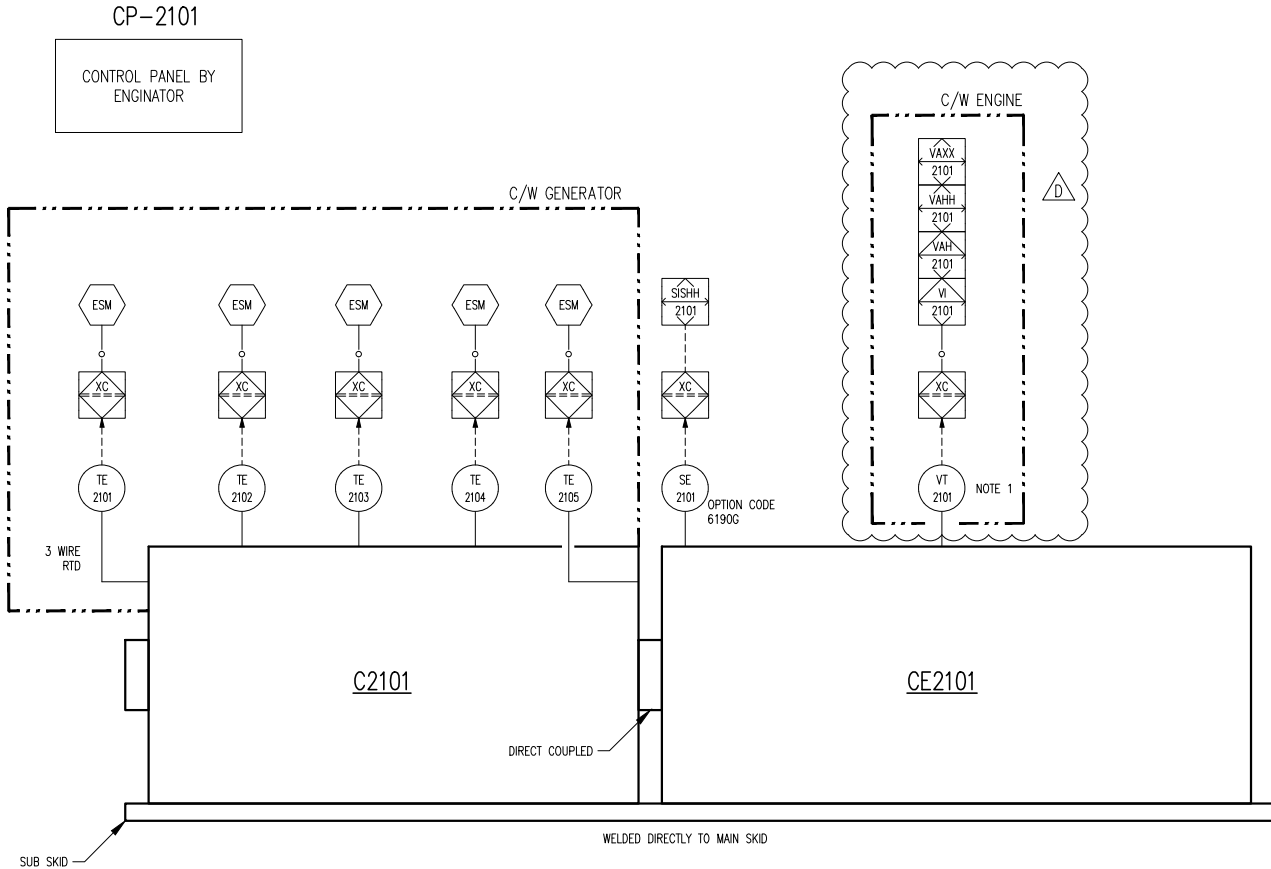 CP-2101
CONTROL PANEL BY
ENGINATOR
C/W ENGINE
VAXX
2101
VAHH
2101
VAH
2101
VI
2101
D
C/W GENERATOR
ESM
ESM
ESM
ESM
ESM
SISHH
2101
XC
XC
XC
XC
XC
XC
XC
TE
2101
TE
2102
TE
2103
TE
2104
TE
2105
SE
2101
OPTION CODE
6190G
VT
2101
NOTE 1
3 WIRE
RTD
C2101
CE2101
DIRECT COUPLED
WELDED DIRECTLY TO MAIN SKID
SUB SKID